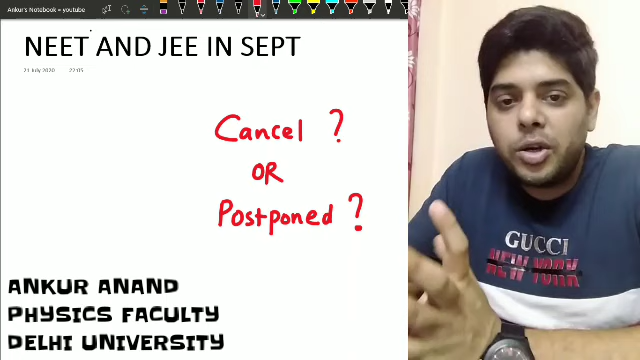 Ankur's Notebook » youtube
NEET AND JEE IN SEPT
21 July 2020 22:05
Cancel ?
OR
Postponed ?
GUCCI
NEW YORK
ANKUR ANAND
PHYSICS FACULTY
DELHI UNIVERSITY